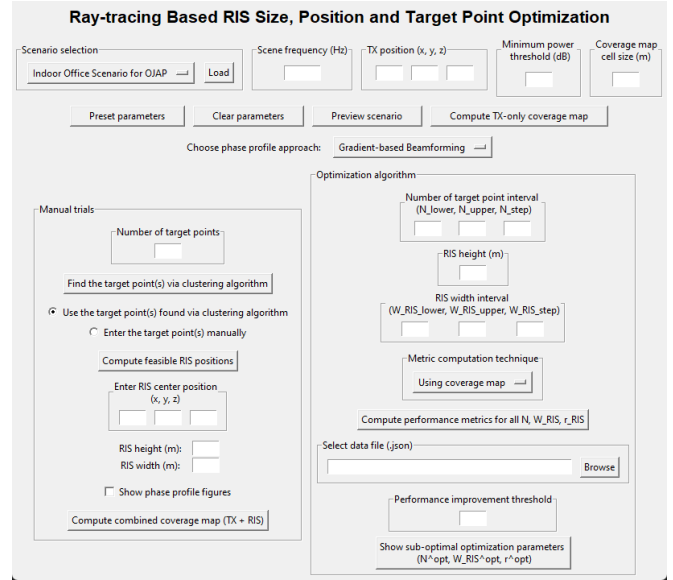 Ray-tracing Based RIS Size, Position and Target Point Optimization
Scenario selection
Indoor Office Scenario for OJAP
Load
Scene frequency (Hz)
TX position (x, y, z)
Minimum power
threshold (dB)
Coverage map
cell size (m)
Preset parameters
Clear parameters
Preview scenario
Compute TX-only coverage map
Choose phase profile approach:
Gradient-based Beamforming
Manual trials
Number of target points
Find the target point(s) via clustering algorithm
Use the target point(s) found via clustering algorithm
Enter the target point(s) manually
Compute feasible RIS positions
Enter RIS center position
(x, y, z)
RIS height (m):
RIS width (m):
Show phase profile figures
Compute combined coverage map (TX + RIS)
Optimization algorithm
Number of target point interval
(N_lower, N_upper, N_step)
RIS height (m)
RIS width interval
(W_RIS_lower, W_RIS_upper, W_RIS_step)
Metric computation technique
Using coverage map
Compute performance metrics for all N, W_RIS, r_RIS
Select data file (.json)
Browse
Performance improvement threshold
Show sub-optimal optimization parameters
(N^opt, W_RIS^opt, r^opt)